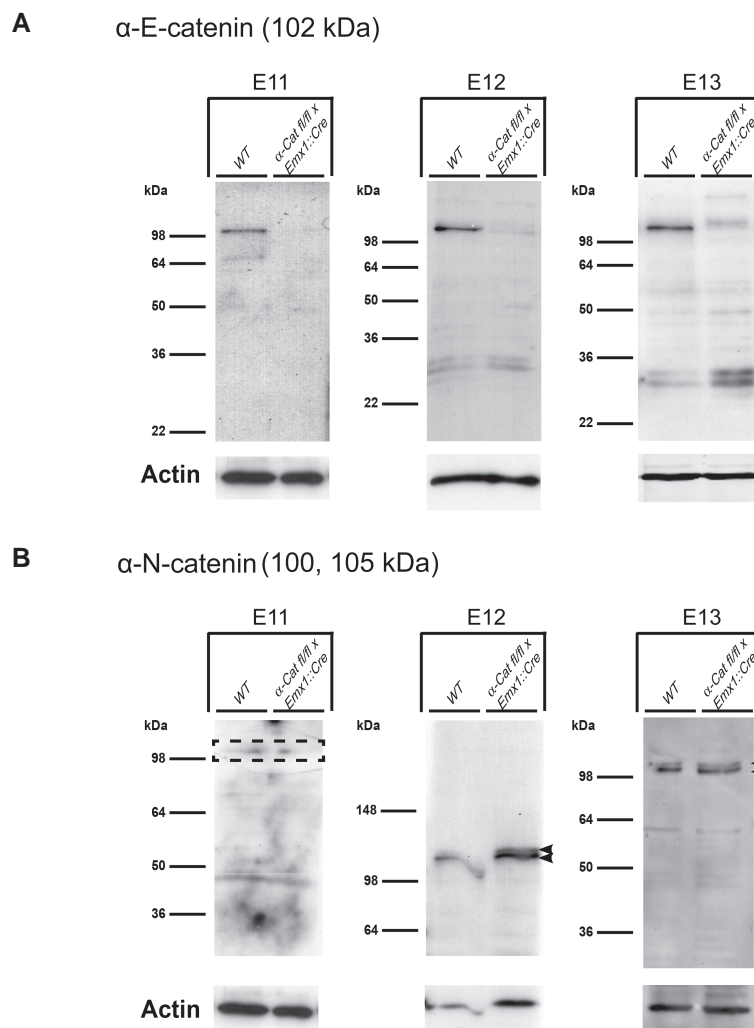 A
α-E-catenin (102 kDa)
E11
E12
E13
WT
α-Cat fl/fl x
Emx1::Cre
WT
α-Cat fl/fl x
Emx1::Cre
WT
α-Cat fl/fl x
Emx1::Cre
kDa
98
64
50
36
22
kDa
98
64
50
36
22
kDa
98
64
50
36
22
Actin
B
α-N-catenin (100, 105 kDa)
E11
E12
E13
WT
α-Cat fl/fl x
Emx1::Cre
WT
α-Cat fl/fl x
Emx1::Cre
WT
α-Cat fl/fl x
Emx1::Cre
kDa
98
64
50
36
kDa
148
98
64
kDa
98
64
50
36
Actin